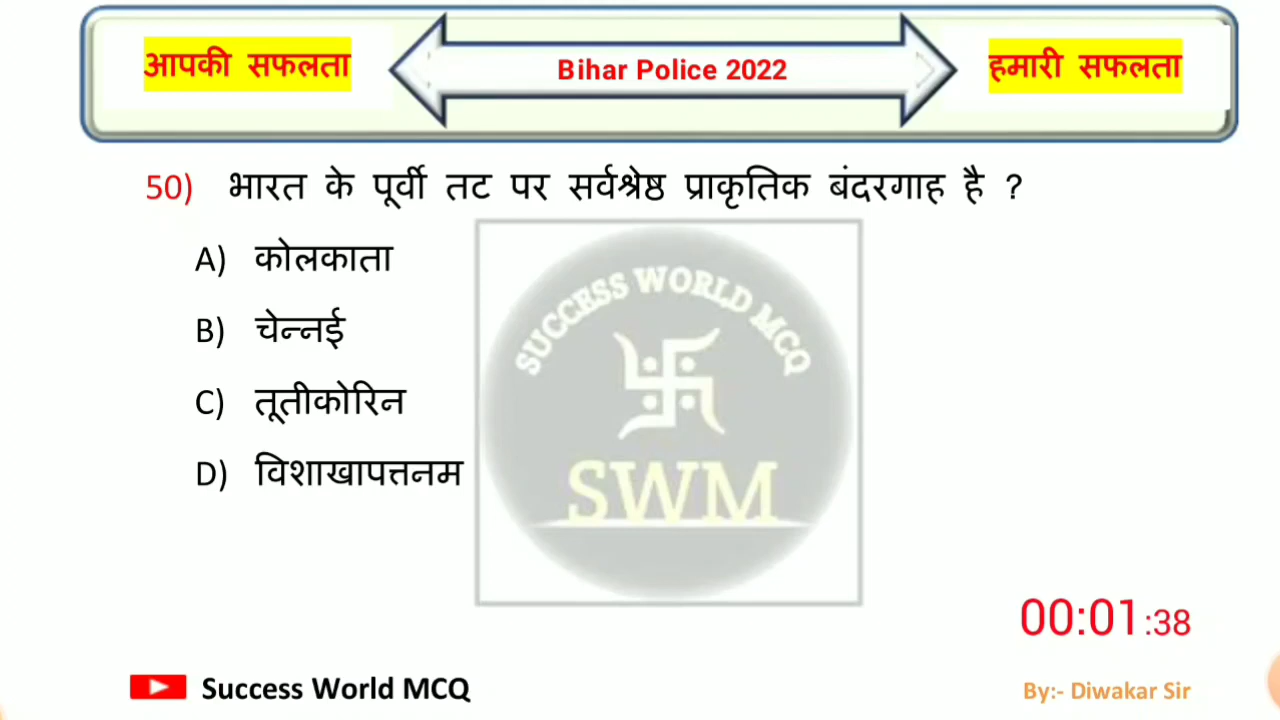 आपकी सफलता
Bihar Police 2022
हमारी सफलता
50) भारत के पूर्वी तट पर सर्वश्रेष्ठ प्राकृतिक बंदरगाह है ?
A) कोलकाता
B) चेन्नई
C) तूतीकोरिन
D) विशाखापत्तनम
SUCCESS WORLD MCQ
SWM
00:01:38
Success World MCQ
By:- Diwakar Sir